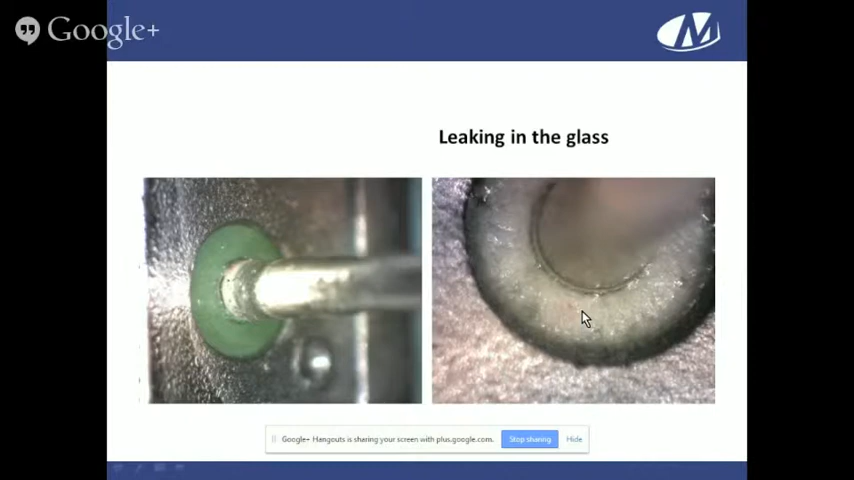 Google+
M
Leaking in the glass
Google+ Hangouts is sharing your screen with plus.google.com.
Stop sharing
Hide